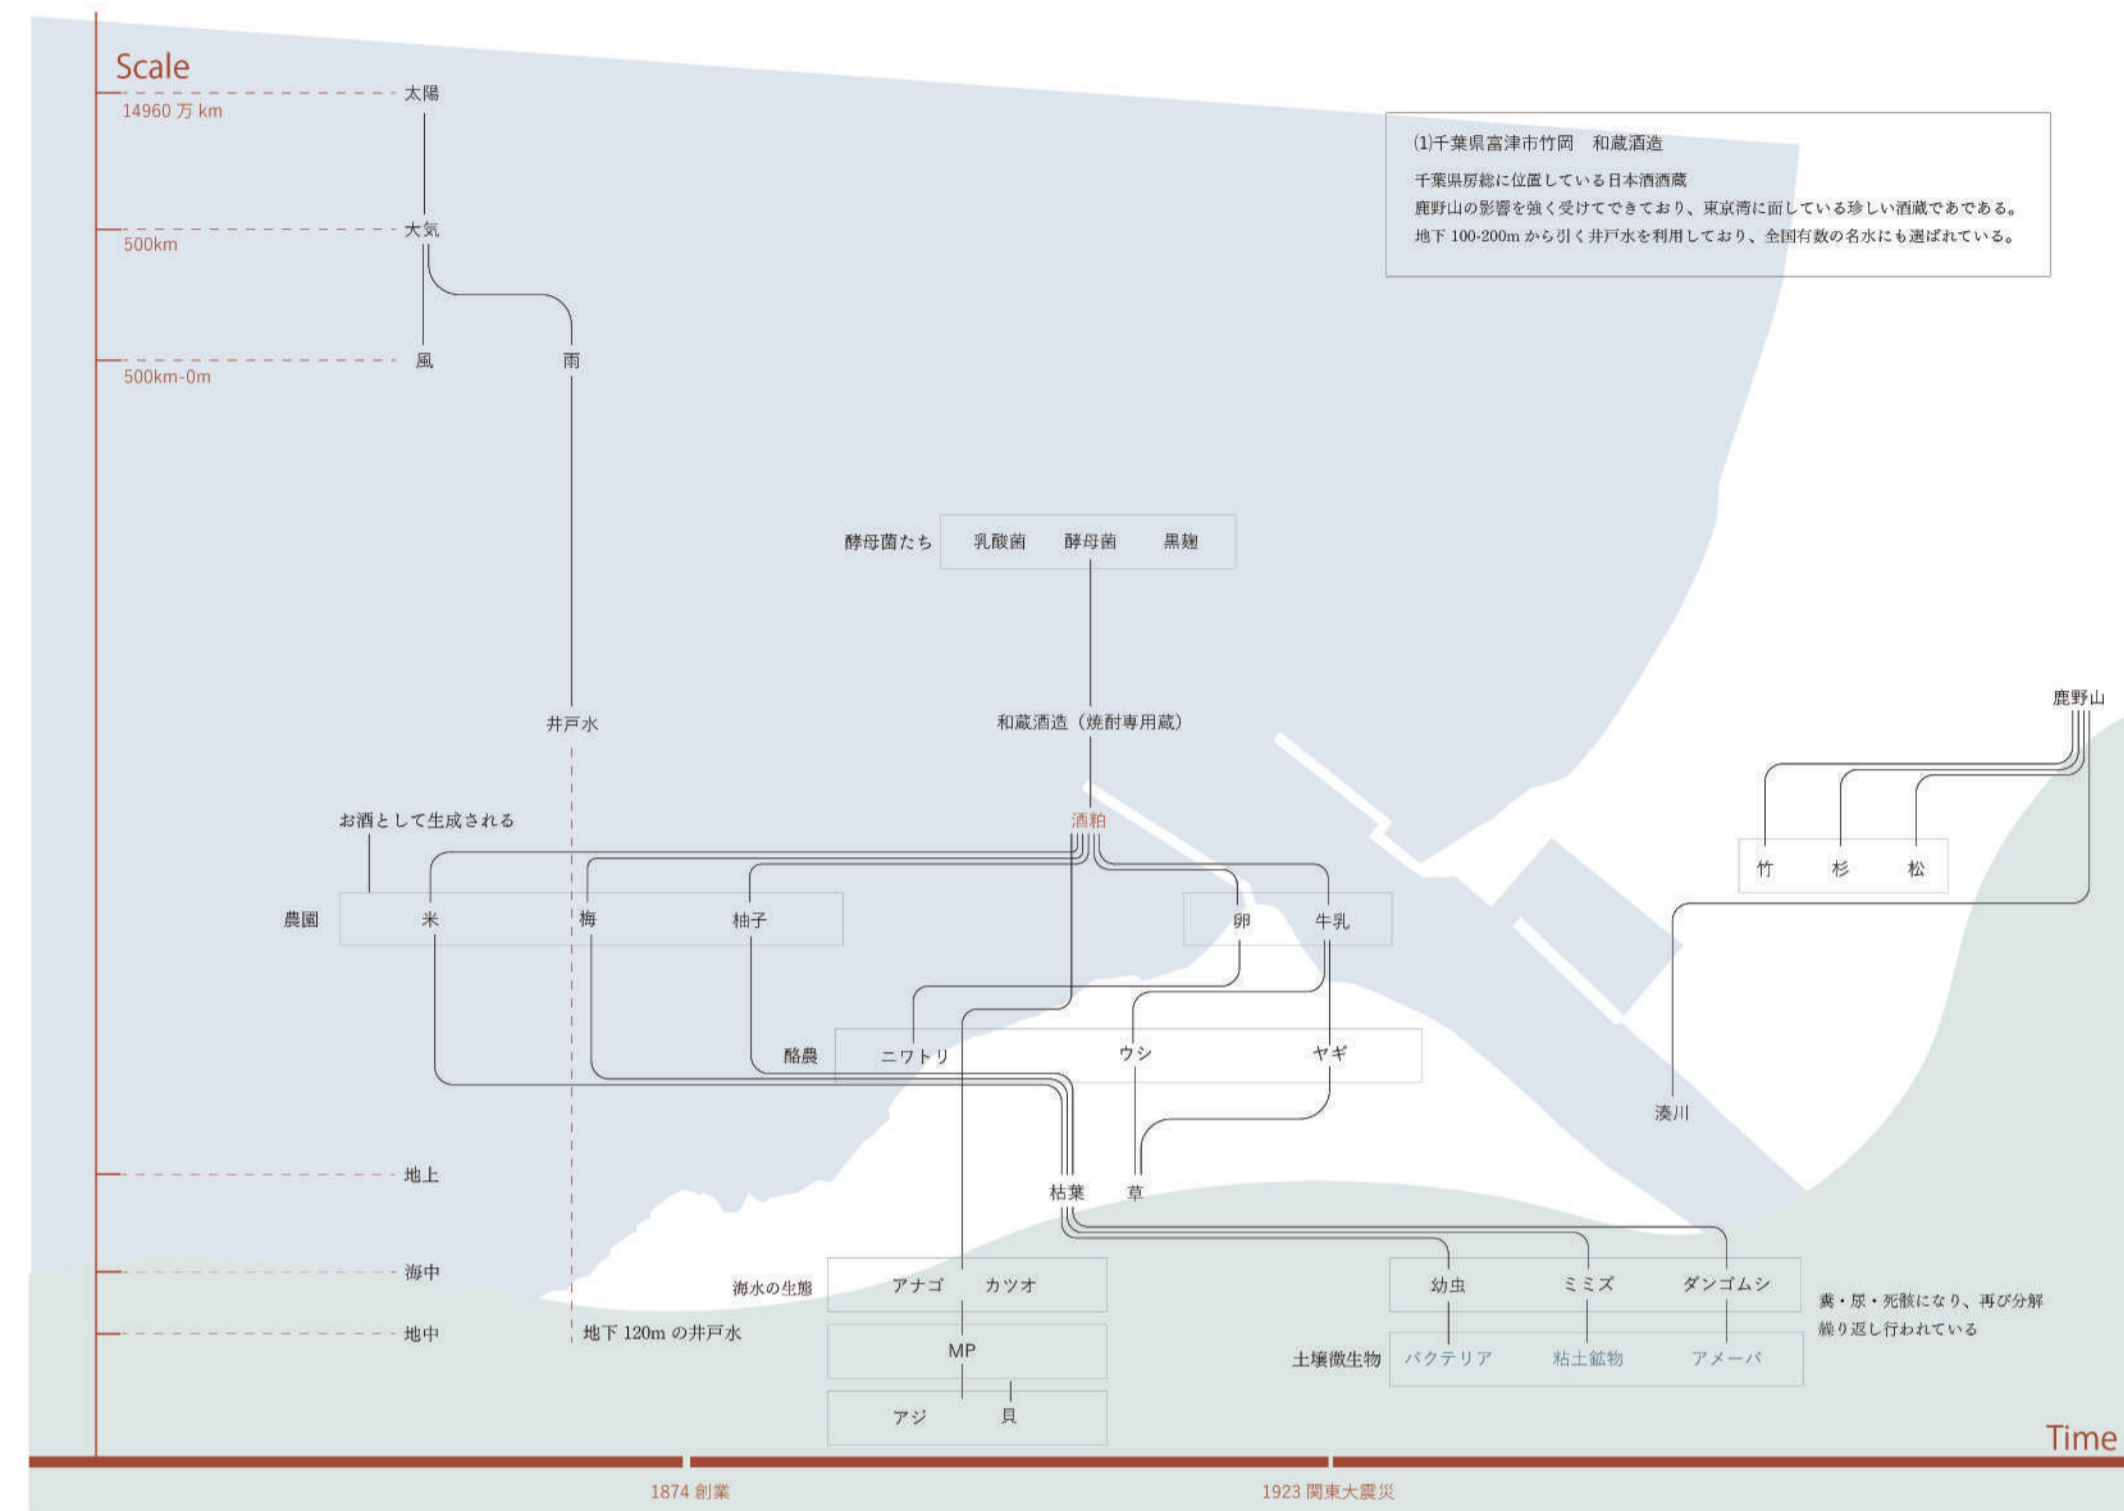 Scale
太陽
14960 万 km
⑴千葉県富津市竹岡　和蔵酒造
千葉県房総に位置している日本酒酒蔵
鹿野山の影響を強く受けてできており、東京湾に面している珍しい酒蔵であである。
地下 100-200m から引く井戸水を利用しており、全国有数の名水にも選ばれている。
大気
500km
風
雨
500km-0m
酵母菌たち
乳酸菌
酵母菌
黒麹
鹿野山
井戸水
和蔵酒造（焼酎専用蔵）
お酒として生成される
酒粕
竹
杉
松
農園
米
梅
柚子
卵
牛乳
酪農
ニワトリ
ウシ
ヤギ
湊川
地上
枯葉
草
海中
海水の生態
アナゴ
カツオ
幼虫
ミミズ
ダンゴムシ
糞・尿・死骸になり、再び分解
繰り返し行われている
地中
地下 120m の井戸水
MP
土壌微生物
バクテリア
粘土鉱物
アメーバ
アジ
貝
Time
1874 創業
1923 関東大震災